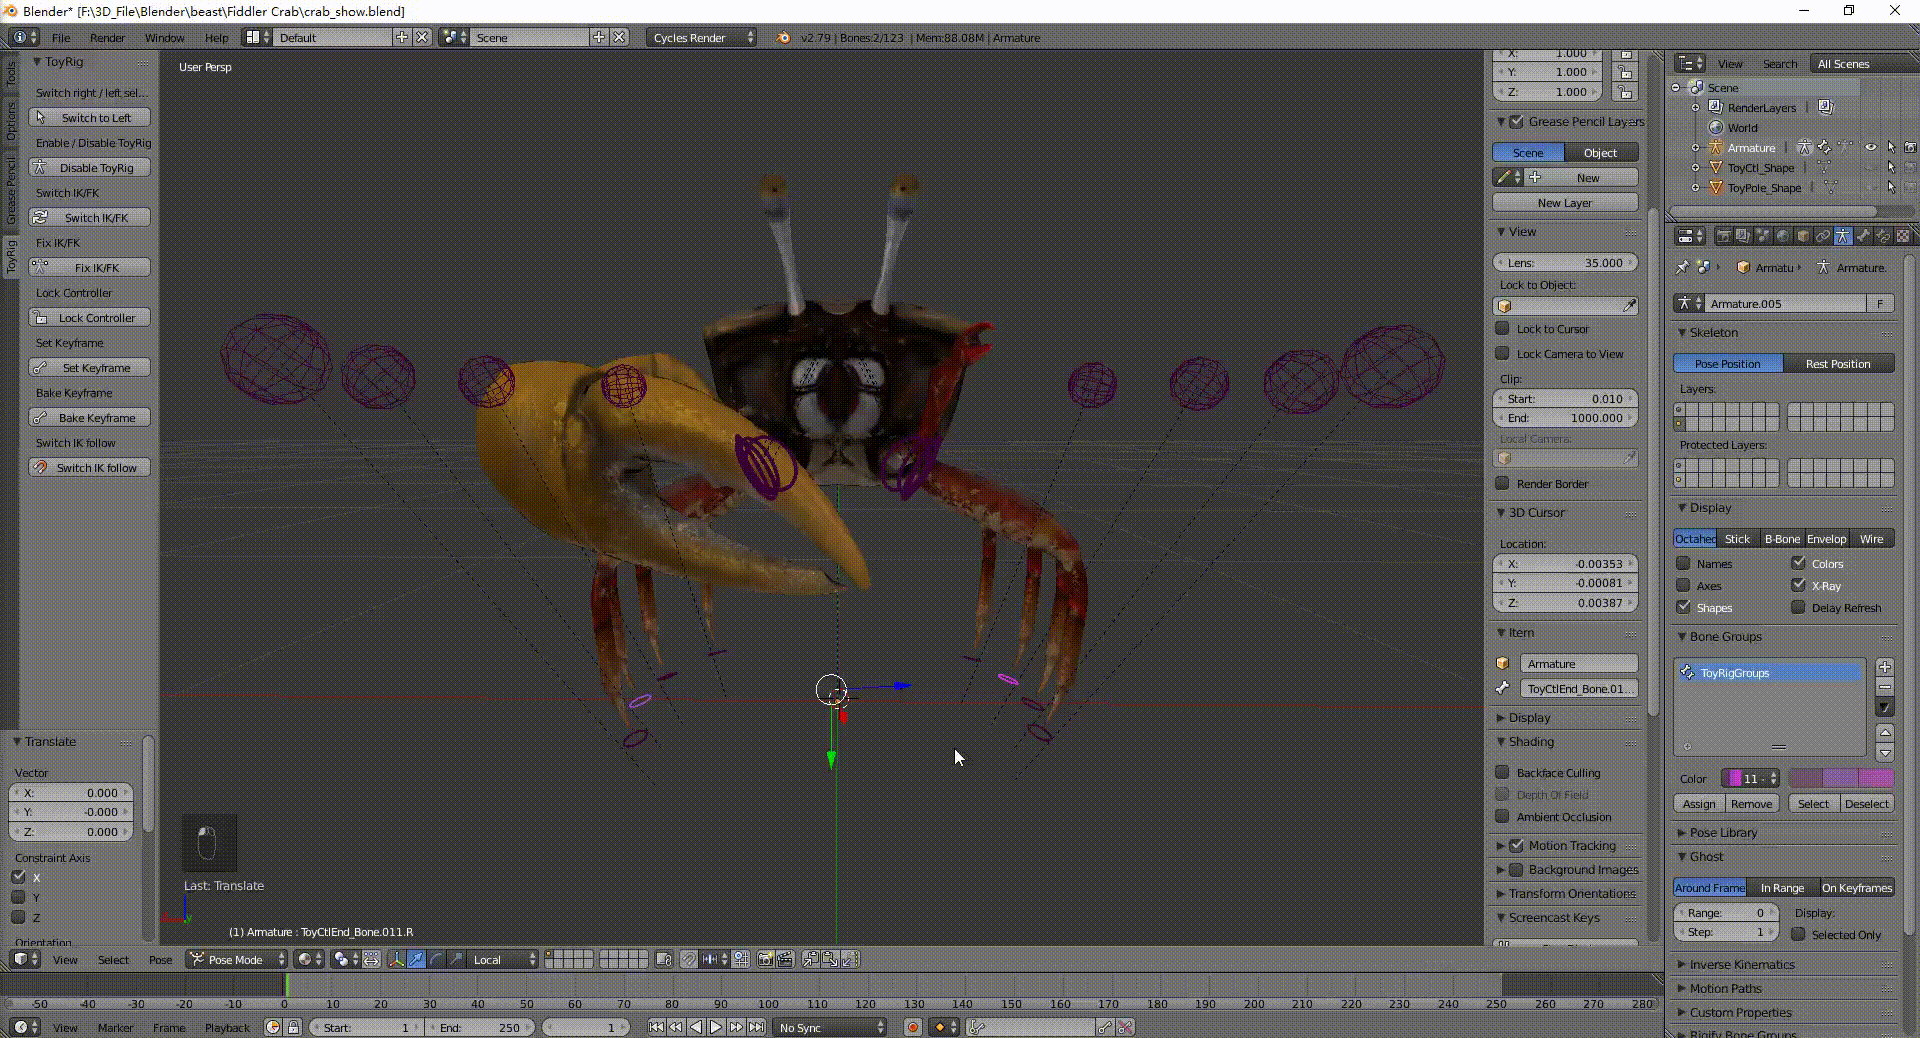 Blender* [F:\3D_File\Blender\beast\Fiddler Crab\crab_show.blend]
File Render Window Help Default Scene Cycles Render v2.79 | Bones:2/123 | Mem:88.08M | Armature
Tools
Options
Grease Pencil
ToyRig
ToyRig
Switch right / left sel...
Switch to Left
Enable / Disable ToyRig
Disable ToyRig
Switch IK/FK
Switch IK/FK
Fix IK/FK
Fix IK/FK
Lock Controller
Lock Controller
Set Keyframe
Set Keyframe
Bake Keyframe
Bake Keyframe
Switch IK follow
Switch IK follow
Translate
Vector
X: 0.000
Y: -0.000
Z: 0.000
Constraint Axis
X
Y
Z
Orientation
User Persp
Last: Translate
(1) Armature : ToyCtlEnd_Bone.011.R
X: 1.000
Y: 1.000
Z: 1.000
Grease Pencil Layers
Scene Object
New
New Layer
View
Lens: 35.000
Lock to Object:
Lock to Cursor
Lock Camera to View
Clip:
Start: 0.010
End: 1000.000
Local Camera:
Render Border
3D Cursor
Location:
X: -0.00353
Y: -0.00081
Z: 0.00387
Item
Armature
ToyCtlEnd_Bone.01...
Display
Shading
Backface Culling
Depth Of Field
Ambient Occlusion
Motion Tracking
Background Images
Transform Orientations
Screencast Keys
View Search All Scenes
Scene
RenderLayers
World
Armature
ToyCtl_Shape
ToyPole_Shape
Armatu Armature.
Armature.005 F
Skeleton
Pose Position Rest Position
Layers:
Protected Layers:
Display
Octahed Stick B-Bone Envelop Wire
Names Colors
Axes X-Ray
Shapes Delay Refresh
Bone Groups
ToyRigGroups
Color 11 -
Assign Remove Select Deselect
Pose Library
Ghost
Around Frame In Range On Keyframes
Range: 0 Display:
Step: 1 Selected Only
Inverse Kinematics
Motion Paths
Custom Properties
Rigify Bone Groups
View Select Pose Pose Mode Local
-50 -40 -30 -20 -10 0 10 20 30 40 50 60 70 80 90 100 110 120 130 140 150 160 170 180 190 200 210 220 230 240 250 260 270 280
View Marker Frame Playback Start: 1 End: 250 1 No Sync